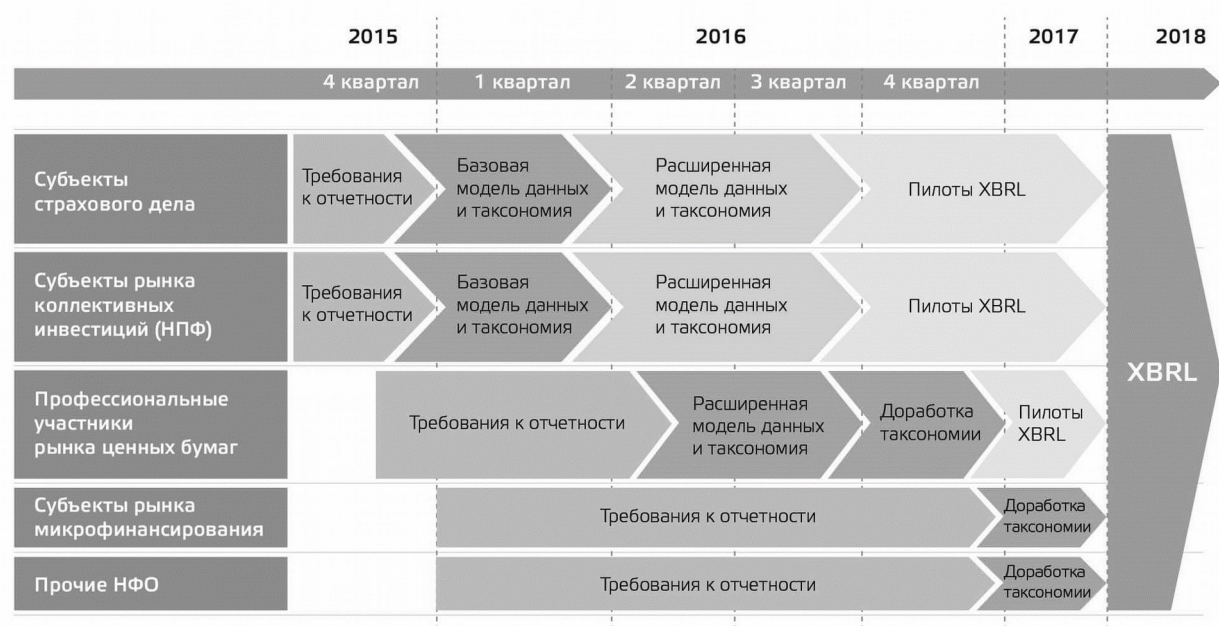 2015 2016 2017 2018
4 квартал 1 квартал 2 квартал 3 квартал 4 квартал
Субъекты
страхового дела
Требования
к отчетности
Базовая
модель данных
и таксономия
Расширенная
модель данных
и таксономия
Пилоты XBRL
Субъекты рынка
коллективных
инвестиций (НПФ)
Требования
к отчетности
Базовая
модель данных
и таксономия
Расширенная
модель данных
и таксономия
Пилоты XBRL
Профессиональные
участники
рынка ценных бумаг
Требования к отчетности
Расширенная
модель данных
и таксономия
Доработка
таксономии
Пилоты
XBRL
Субъекты рынка
микрофинансирования
Требования к отчетности
Доработка
таксономии
Прочие НФО
Требования к отчетности
Доработка
таксономии
XBRL